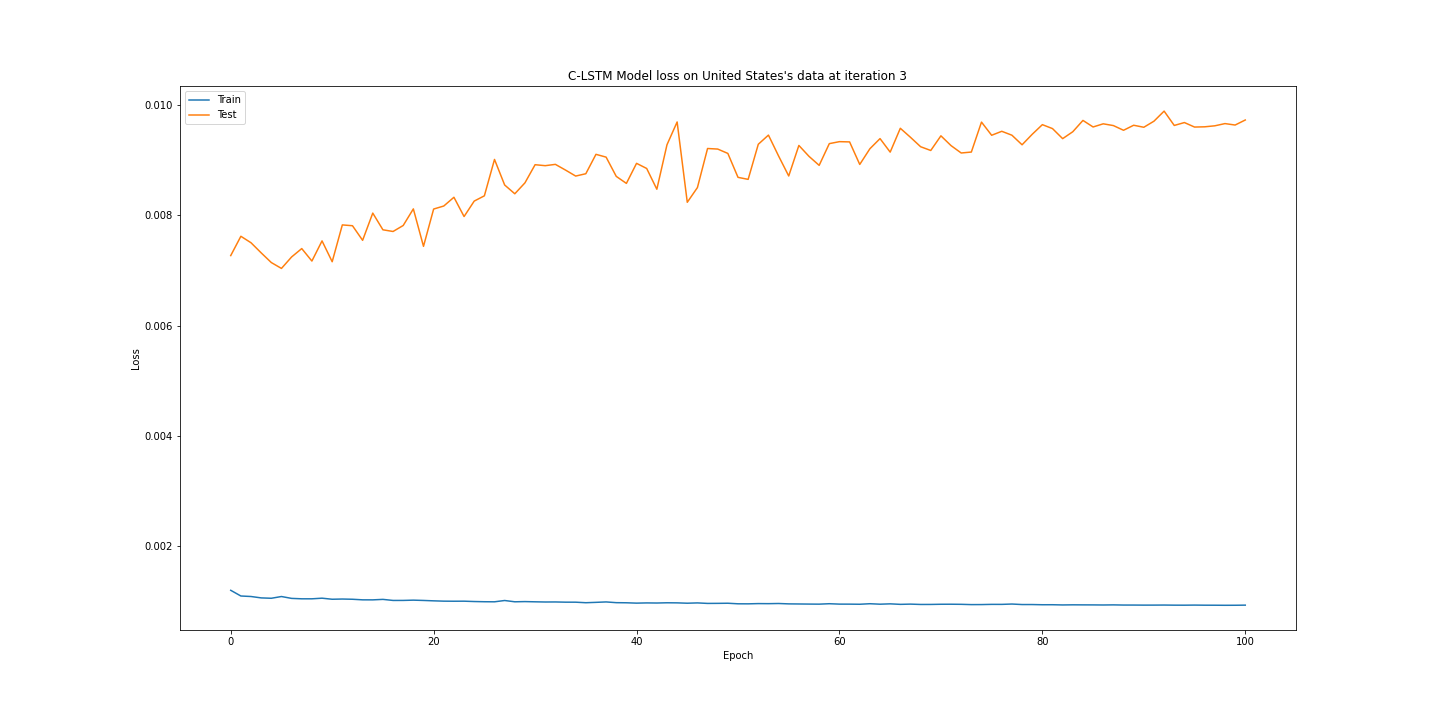 C-LSTM Model loss on United States's data at iteration 3
Train
Test
0.010
0.008
0.006
0.004
0.002
Loss
0 20 40 60 80 100
Epoch